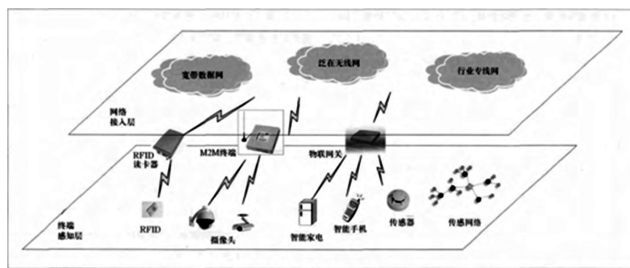 宽带数据网
泛在无线网
行业专线网
网络
接入层
RFID
读卡器
M2M终端
物联网关
终端
感知层
RFID
摄像头
智能家电
智能手机
传感器
传感网络